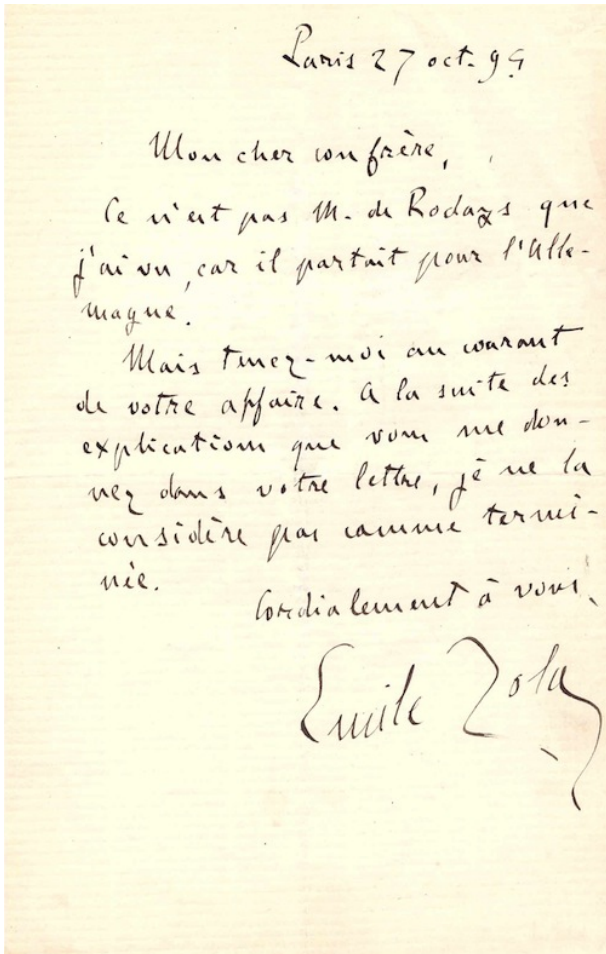 Paris 27 oct. 95
Mon cher confrère,
Ce n'est pas M. de Rodays que
j'ai vu, car il partait pour l'Alle-
magne.
Mais tenez-moi au courant
de votre affaire. A la suite des
explications que vous me don-
nez dans votre lettre, je ne la
considère pas comme termi-
née.
Cordialement à vous.
Emile Zola